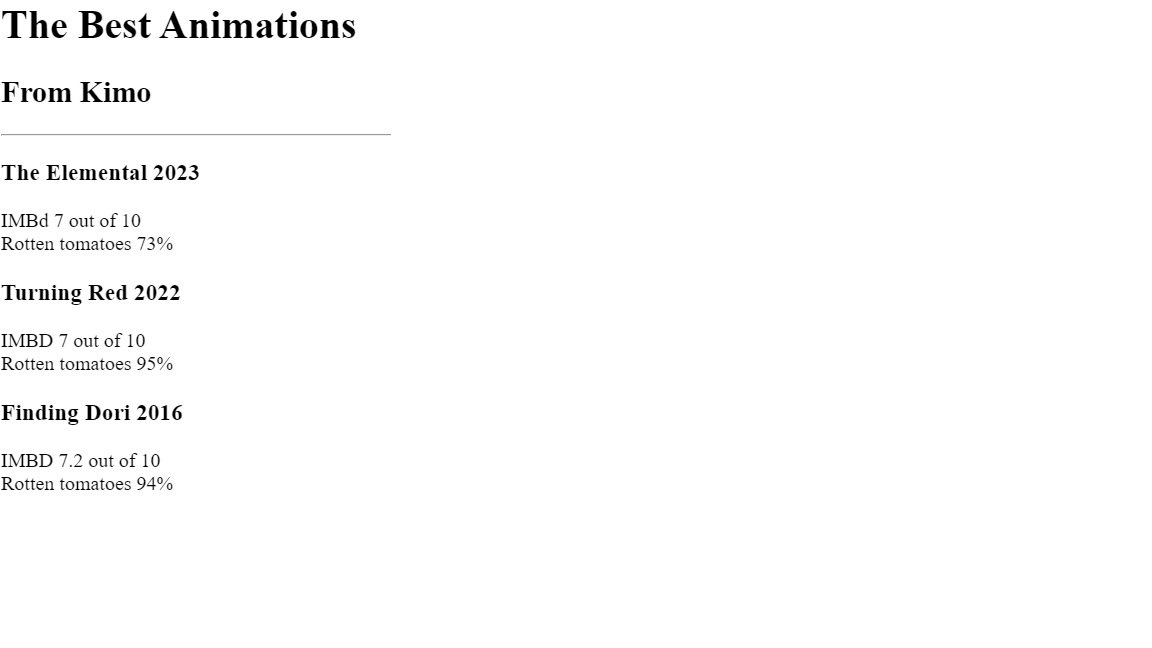 The Best Animations
From Kimo
The Elemental 2023
IMBd 7 out of 10
Rotten tomatoes 73%
Turning Red 2022
IMBD 7 out of 10
Rotten tomatoes 95%
Finding Dori 2016
IMBD 7.2 out of 10
Rotten tomatoes 94%